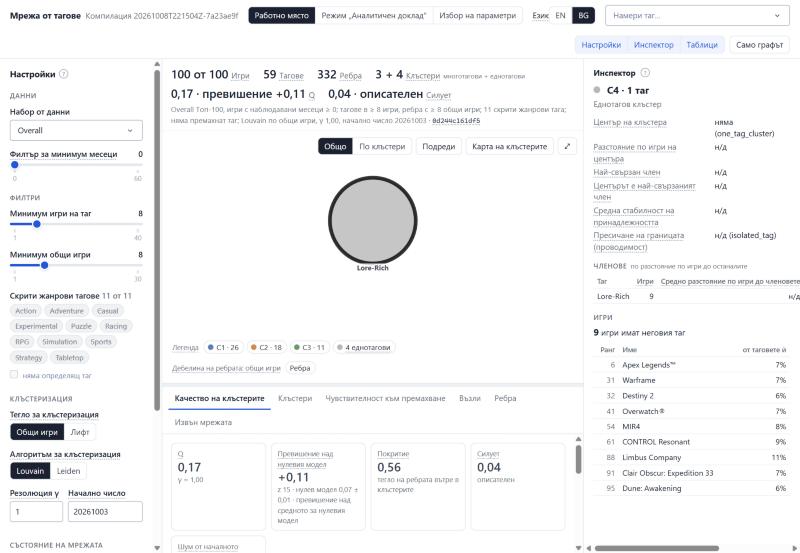 Мрежа от тагове Компилация 20261008T221504Z-7a23ae9f Работно място Режим „Аналитичен доклад“ Избор на параметри Език EN BG Намери таг...
Настройки Инспектор Таблици Само графът
Настройки ?
ДАННИ
Набор от данни
Overall
Филтър за минимум месеци 0
0 60
ФИЛТРИ
Минимум игри на таг 8
1 40
Минимум общи игри 8
1 30
Скрити жанрови тагове 11 от 11
Action Adventure Casual
Experimental Puzzle Racing
RPG Simulation Sports
Strategy Tabletop
няма определящ таг
КЛЪСТЕРИЗАЦИЯ
Тегло за клъстеризация
Общи игри Лифт
Алгоритъм за клъстеризация
Louvain Leiden
Резолюция γ Начално число
1 20261003
СЪСТОЯНИЕ НА МРЕЖАТА
100 от 100 Игри 59 Тагове 332 Ребра 3 + 4 Клъстери многотагови + еднотагови
0,17 · превишение +0,11 Q 0,04 · описателен Силует
Overall Топ-100, игри с наблюдавани месеци ≥ 0; тагове в ≥ 8 игри, ребра с ≥ 8 общи игри; 11 скрити жанрови тага;
няма премахнат таг; Louvain по общи игри, γ 1,00, начално число 20261003 · 0d244c161df5
Общо По клъстери Подреди Карта на клъстерите
Lore-Rich
Легенда C1 · 26 C2 · 18 C3 · 11 4 еднотагови
Дебелина на ребрата: общи игри Ребра
Качество на клъстерите Клъстери Чувствителност към премахване Възли Ребра
Извън мрежата
Q
0,17
γ = 1,00
Превишение над
нулевия модел
+0,11
z 15 · нулев модел 0,07 ±
0,01 · превишение над
средното за нулевия
модел
Покритие
0,56
тегло на ребрата вътре в
клъстерите
Силует
0,04
описателен
Шум от началното
Инспектор ?
C4 · 1 таг
Еднотагов клъстер
Център на клъстера няма
(one_tag_cluster)
Разстояние по игри на
центъра н/д
Най-свързан член н/д
Центърът е най-свързаният
член н/д
Средна стабилност на
принадлежността н/д
Пресичане на границата
(проводимост) н/д (isolated_tag)
ЧЛЕНОВЕ по разстояние по игри до останалите
Таг Игри Средно разстояние по игри до членовете
Lore-Rich 9 н/д
ИГРИ
9 игри имат неговия таг
Ранг Име от таговете ѝ
6 Apex Legends™ 7%
31 Warframe 7%
32 Destiny 2 6%
41 Overwatch® 7%
54 MIR4 8%
61 CONTROL Resonant 9%
88 Limbus Company 11%
91 Clair Obscur: Expedition 33 7%
95 Dune: Awakening 6%